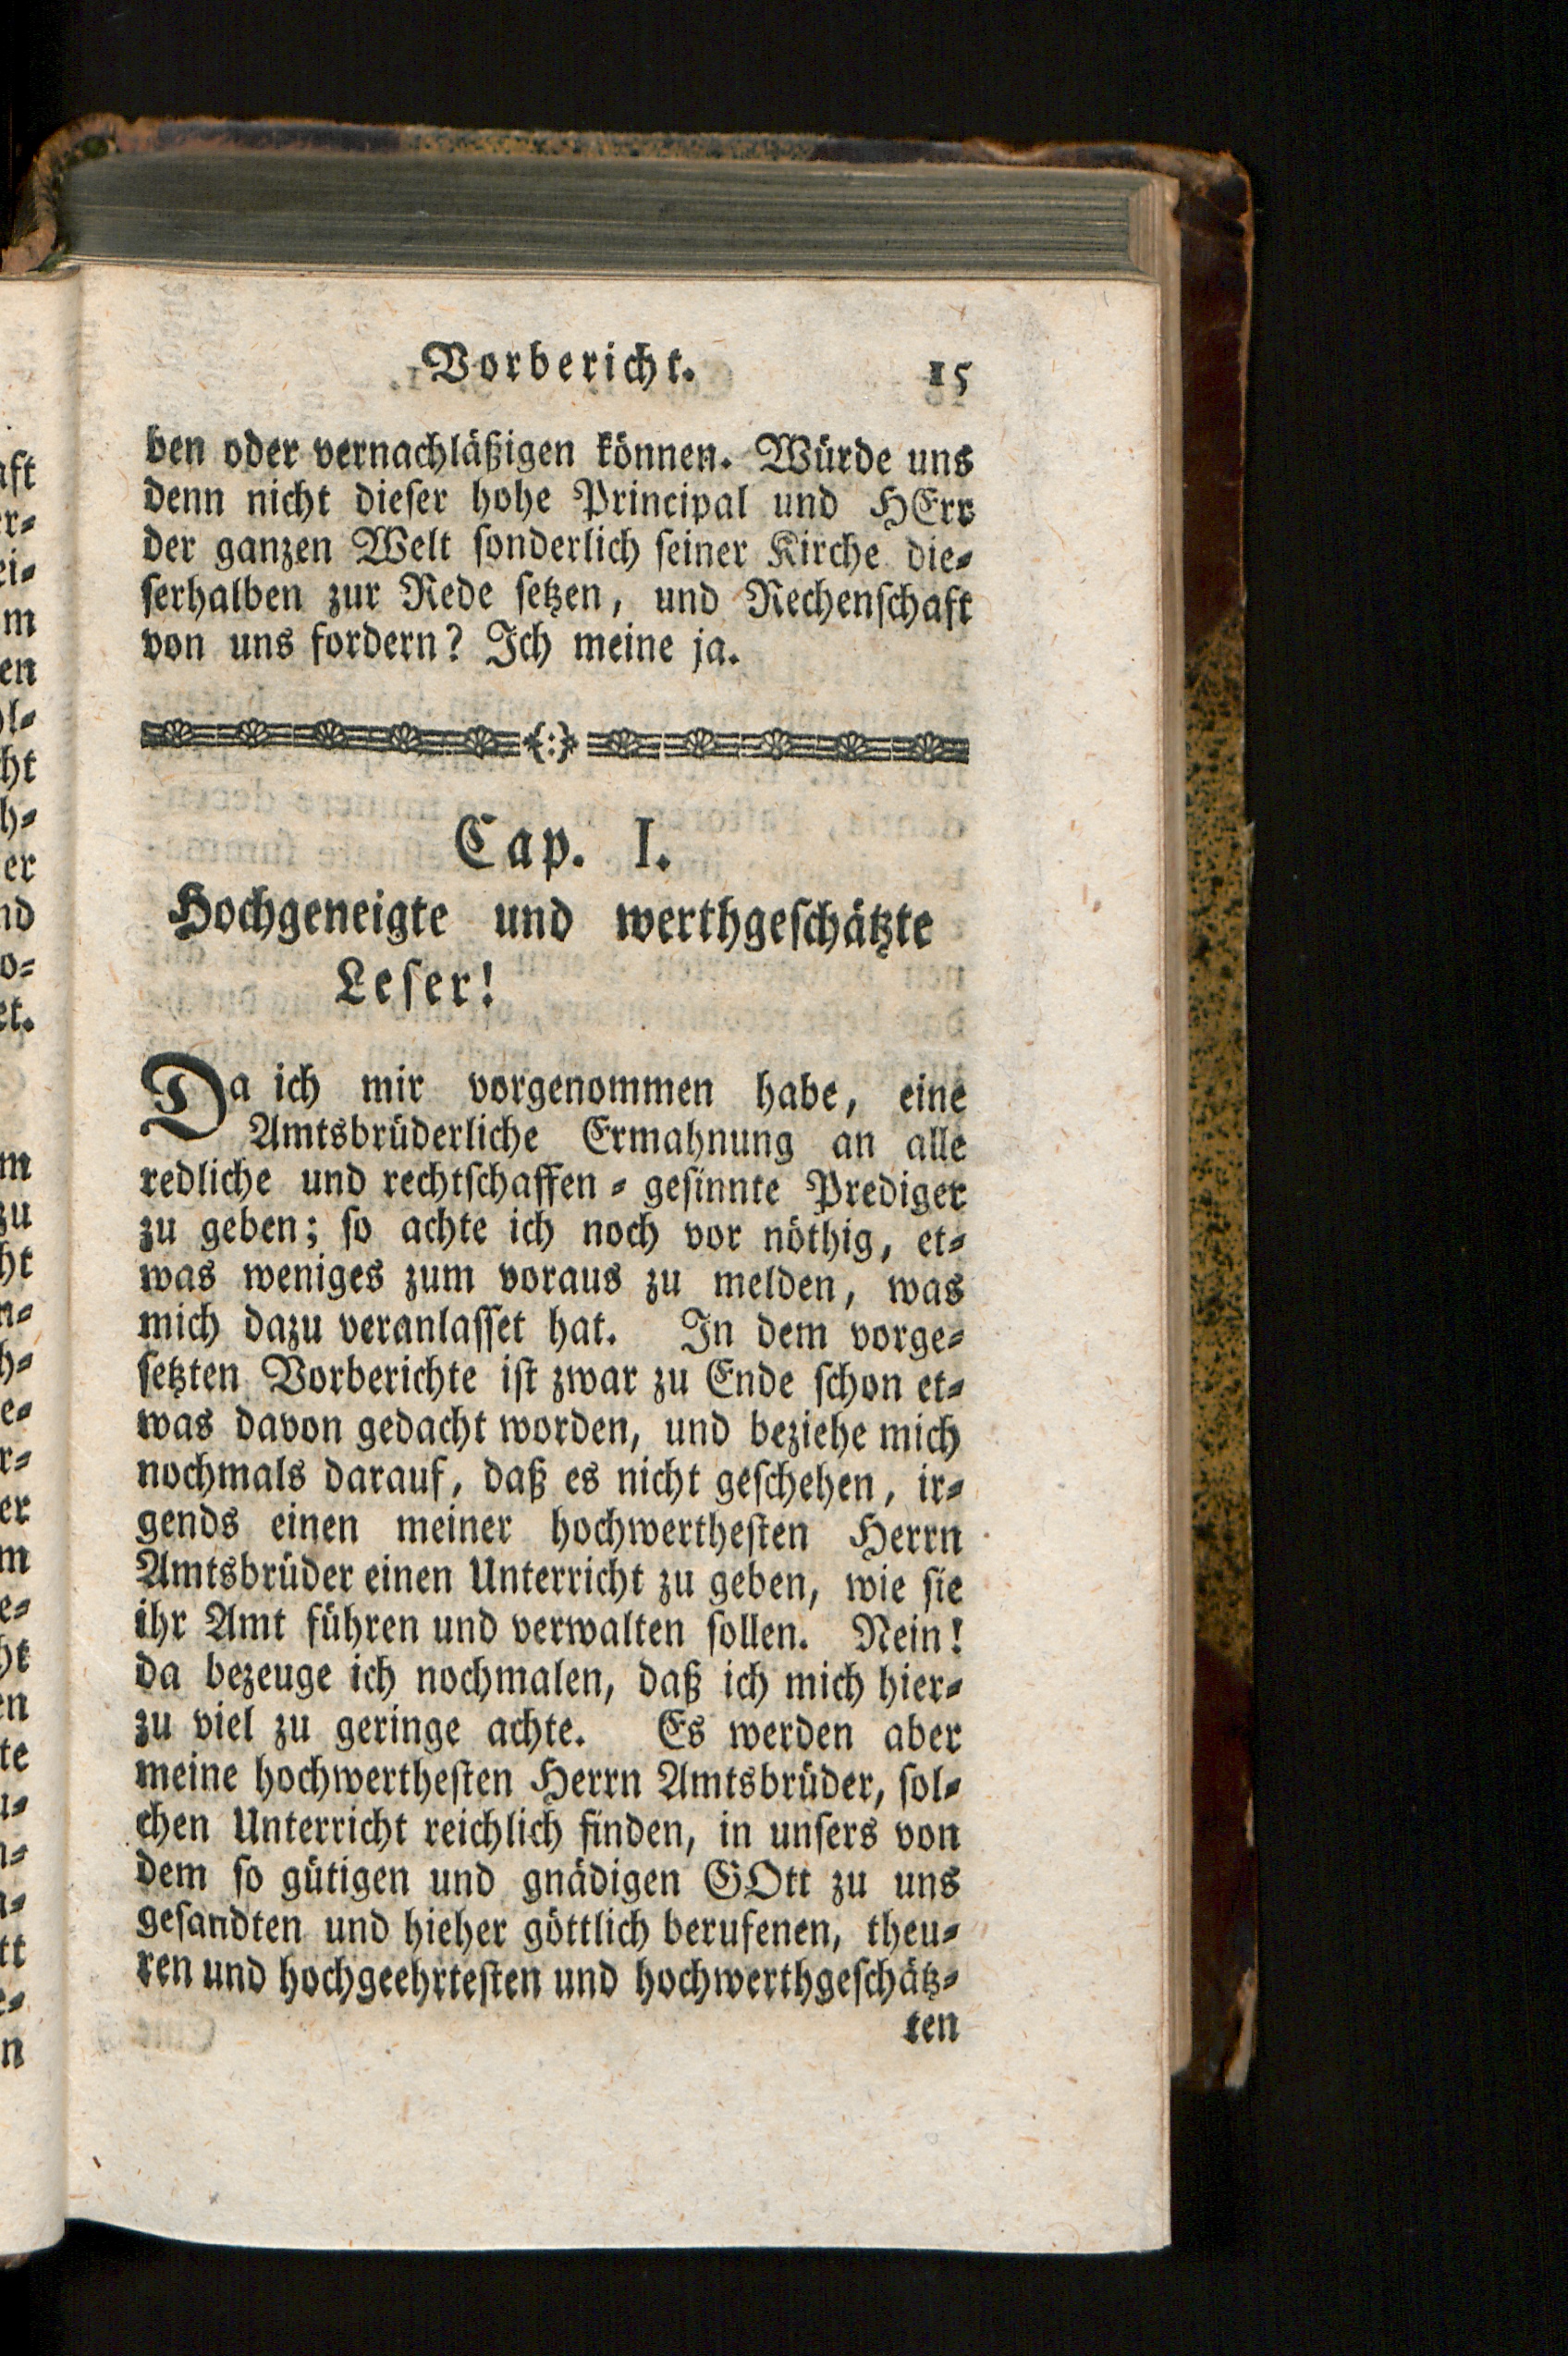 Vorbericht. 15
ben oder vernachläßigen können. Würde uns
denn nicht dieser hohe Principal und HErr
der ganzen Welt sonderlich seiner Kirche die-
serhalben zur Rede setzen, und Rechenschaft
von uns fordern? Ich meine ja.
Cap. I.
Hochgeneigte und werthgeschätzte
Leser!
Da ich mir vorgenommen habe, eine
Amtsbrüderliche Ermahnung an alle
redliche und rechtschaffen - gesinnte Prediger
zu geben; so achte ich noch vor nöthig, et-
was weniges zum voraus zu melden, was
mich dazu veranlasset hat. In dem vorge-
setzten Vorberichte ist zwar zu Ende schon et-
was davon gedacht worden, und beziehe mich
nochmals darauf, daß es nicht geschehen, ir-
gends einen meiner hochwerthesten Herrn
Amtsbrüder einen Unterricht zu geben, wie sie
ihr Amt führen und verwalten sollen. Nein!
da bezeuge ich nochmalen, daß ich mich hier-
zu viel zu geringe achte. Es werden aber
meine hochwerthesten Herrn Amtsbrüder, sol-
chen Unterricht reichlich finden, in unsers von
dem so gütigen und gnädigen GOtt zu uns
gesandten und hieher göttlich berufenen, theu-
ren und hochgeehrtesten und hochwerthgeschätz-
ten